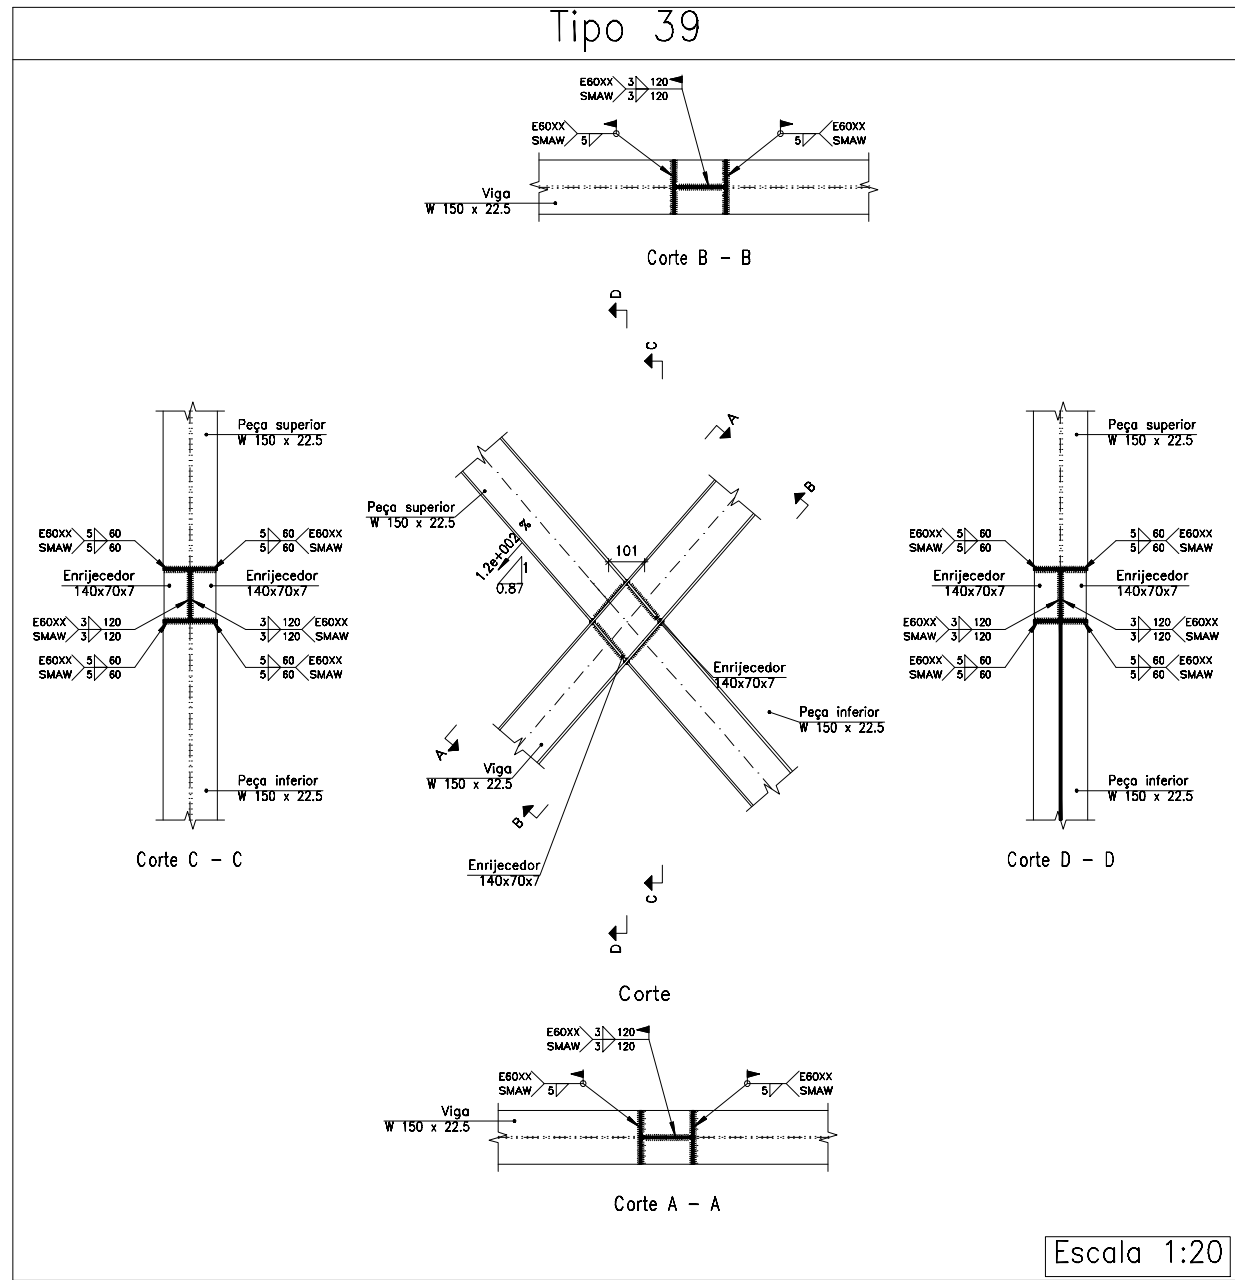 Tipo 39
E60XX 3 120
SMAW 3 120
E60XX
SMAW 5
E60XX
5 SMAW
Viga
W 150 x 22.5
Corte B - B
D
C
A
B
Peça superior
W 150 x 22.5
E60XX 5 60
SMAW 5 60
5 60 E60XX
5 60 SMAW
Enrijecedor
140x70x7
Enrijecedor
140x70x7
E60XX 3 120
SMAW 3 120
3 120 E60XX
3 120 SMAW
E60XX 5 60
SMAW 5 60
5 60 E60XX
5 60 SMAW
Peça inferior
W 150 x 22.5
Corte C - C
Peça superior
W 150 x 22.5
1.2e+002 %
1
0.87
101
Enrijecedor
140x70x7
Peça inferior
W 150 x 22.5
A
Viga
W 150 x 22.5
B
Enrijecedor
140x70x7
C
D
Corte
Peça superior
W 150 x 22.5
E60XX 5 60
SMAW 5 60
5 60 E60XX
5 60 SMAW
Enrijecedor
140x70x7
Enrijecedor
140x70x7
E60XX 3 120
SMAW 3 120
3 120 E60XX
3 120 SMAW
E60XX 5 60
SMAW 5 60
5 60 E60XX
5 60 SMAW
Peça inferior
W 150 x 22.5
Corte D - D
E60XX 3 120
SMAW 3 120
E60XX
SMAW 5
E60XX
5 SMAW
Viga
W 150 x 22.5
Corte A - A
Escala 1:20